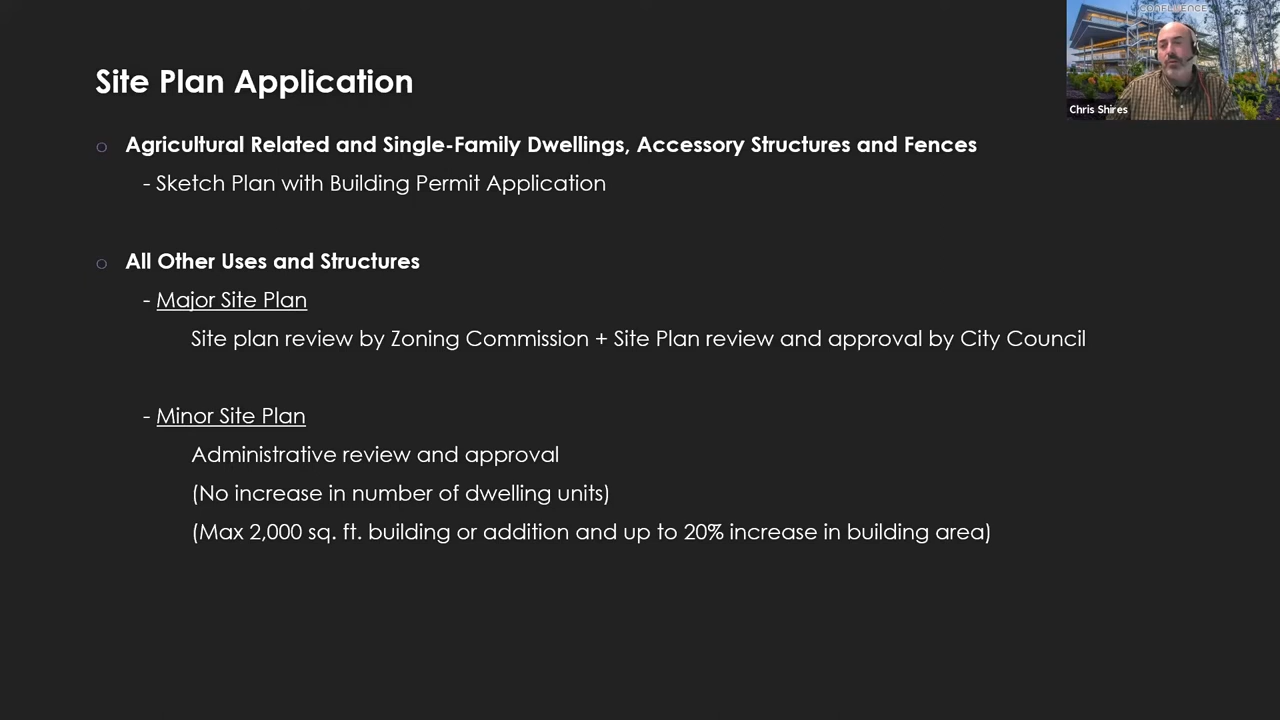 CONFLUENCE
Chris Shires
Site Plan Application
Agricultural Related and Single-Family Dwellings, Accessory Structures and Fences
- Sketch Plan with Building Permit Application
All Other Uses and Structures
- Major Site Plan
Site plan review by Zoning Commission + Site Plan review and approval by City Council
- Minor Site Plan
Administrative review and approval
(No increase in number of dwelling units)
(Max 2,000 sq. ft. building or addition and up to 20% increase in building area)